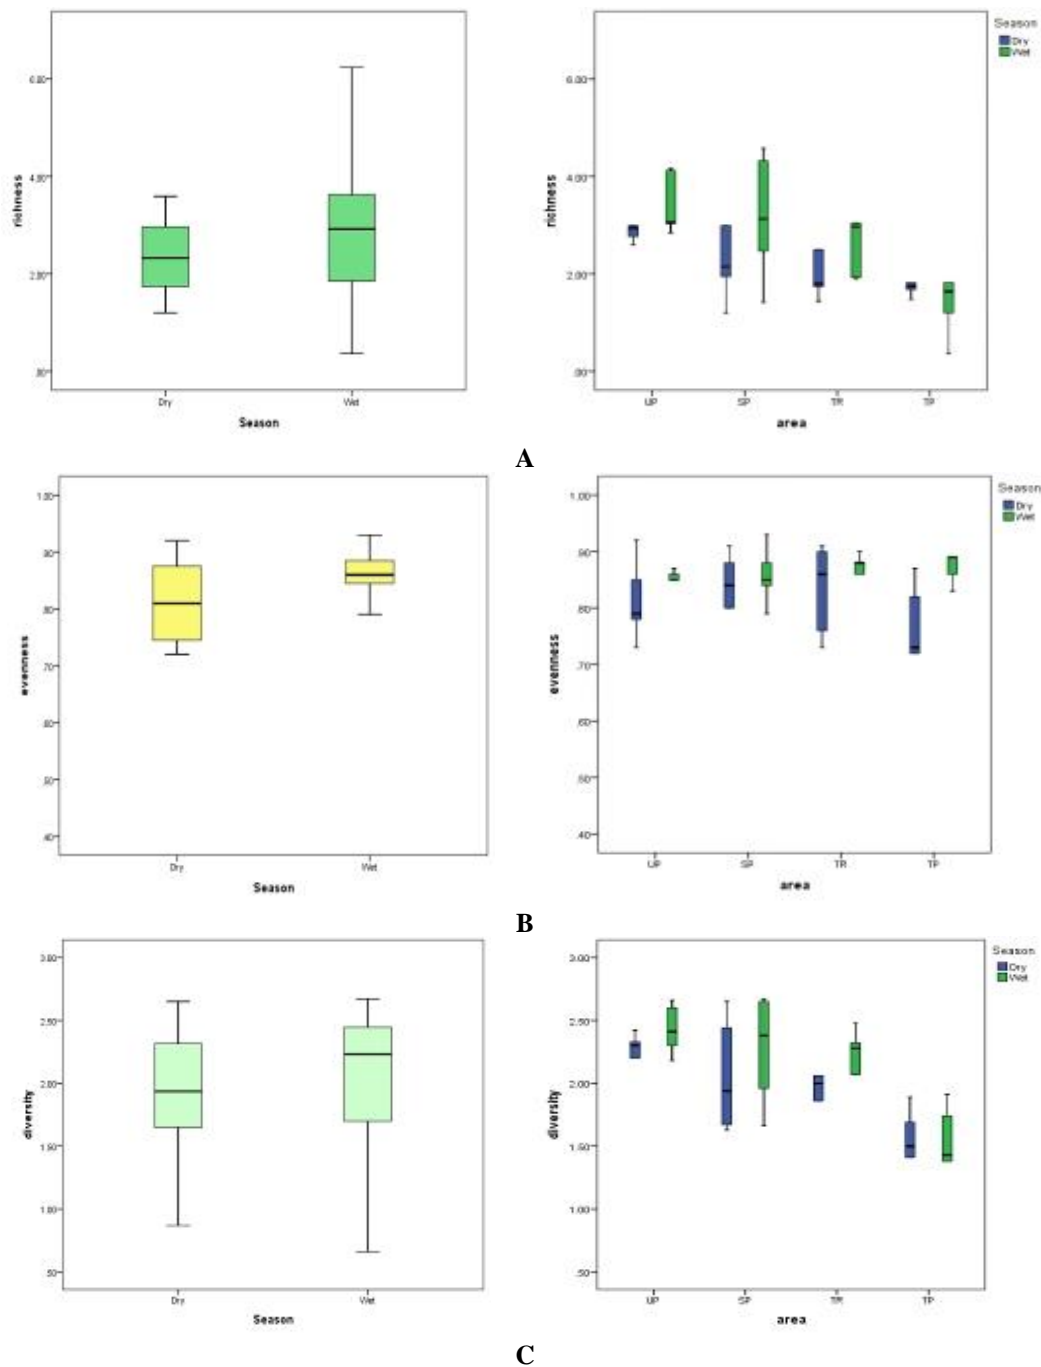 Season
Dry
Wet
6.00
4.00
2.00
.00
richness
Dry
Wet
Season
6.00
4.00
2.00
.00
richness
UP
SP
TR
TP
area
A
Season
Dry
Wet
1.00
.90
.80
.70
.60
.50
.40
evenness
Dry
Wet
Season
1.00
.90
.80
.70
.60
.50
.40
evenness
UP
SP
TR
TP
area
B
Season
Dry
Wet
3.00
2.50
2.00
1.50
1.00
.50
diversity
Dry
Wet
Season
3.00
2.50
2.00
1.50
1.00
.50
diversity
UP
SP
TR
TP
area
C